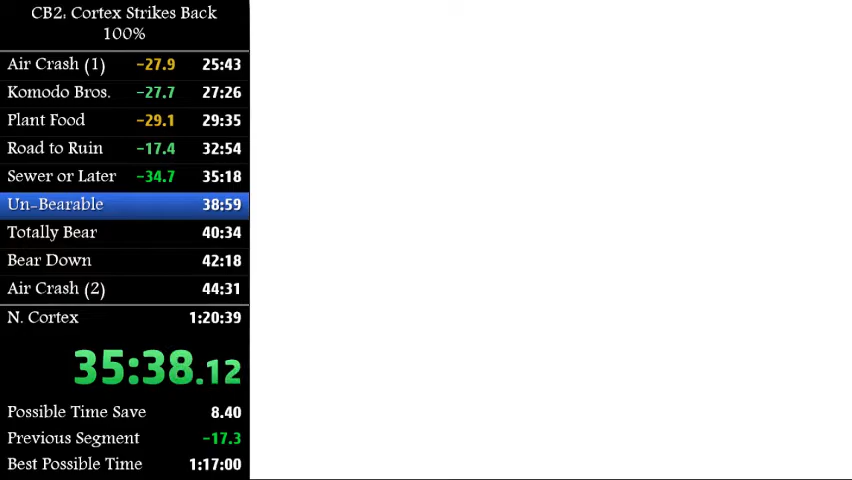 CB2: Cortex Strikes Back
100%
Air Crash (1) -27.9 25:43
Komodo Bros. -27.7 27:26
Plant Food -29.1 29:35
Road to Ruin -17.4 32:54
Sewer or Later -34.7 35:18
Un-Bearable 38:59
Totally Bear 40:34
Bear Down 42:18
Air Crash (2) 44:31
N. Cortex 1:20:39
35:38.12
Possible Time Save 8.40
Previous Segment -17.3
Best Possible Time 1:17:00